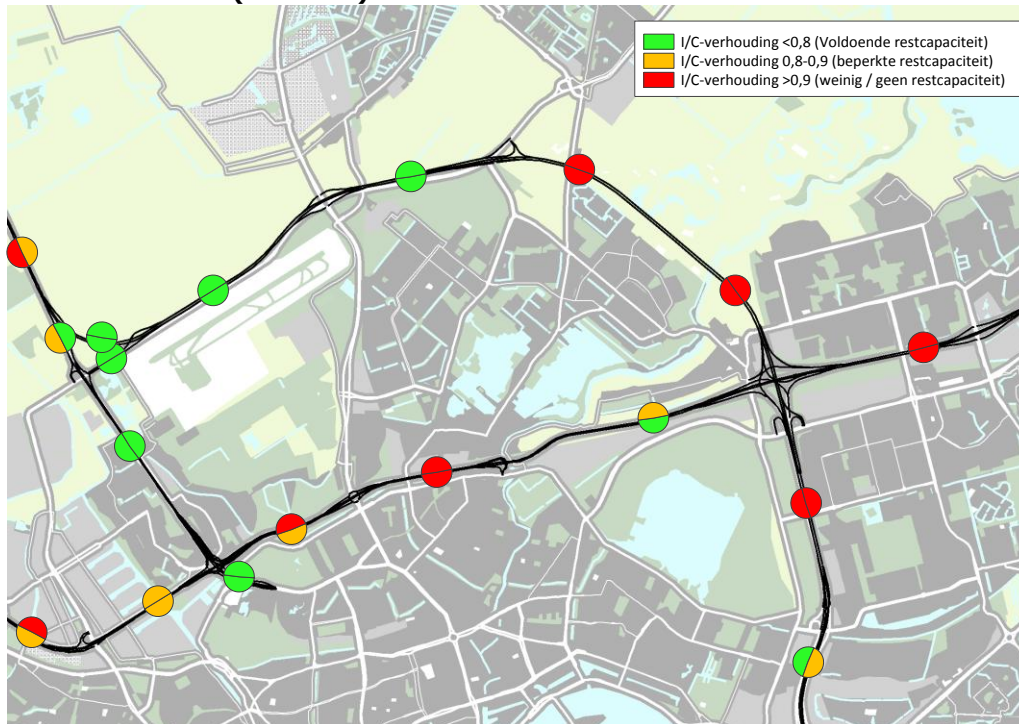 I/C-verhouding <0,8 (Voldoende restcapaciteit)
I/C-verhouding 0,8-0,9 (beperkte restcapaciteit)
I/C-verhouding >0,9 (weinig / geen restcapaciteit)